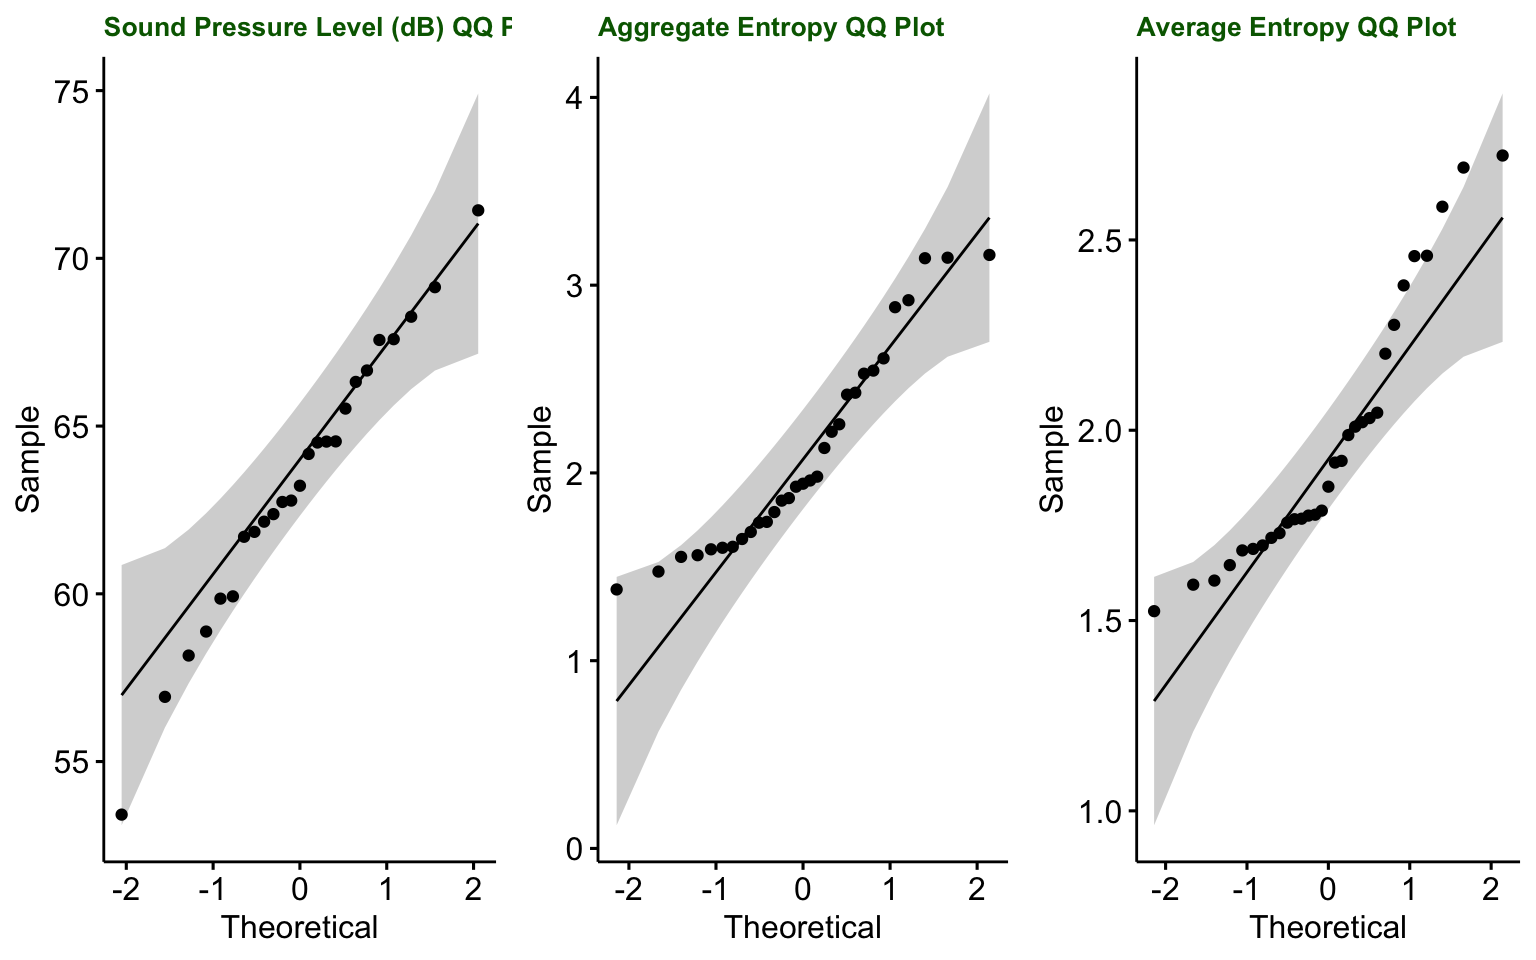 Sound Pressure Level (dB) QQ P
75
70
65
60
55
Sample
-2 -1 0 1 2
Theoretical
Aggregate Entropy QQ Plot
4
3
2
1
0
Sample
-2 -1 0 1 2
Theoretical
Average Entropy QQ Plot
2.5
2.0
1.5
1.0
Sample
-2 -1 0 1 2
Theoretical